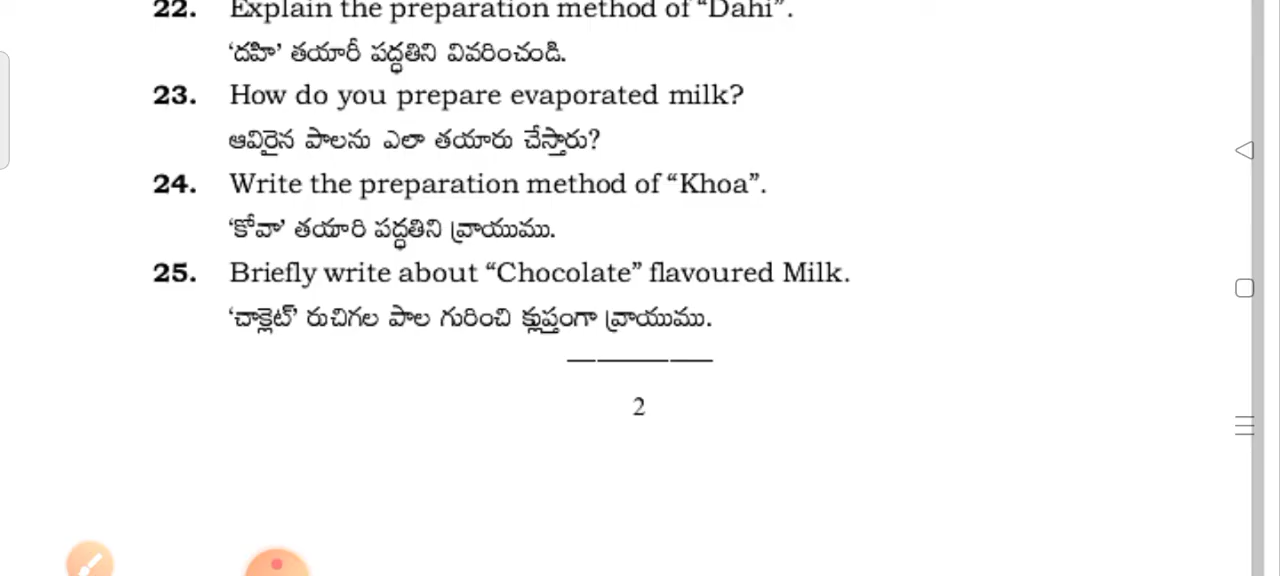 22. Explain the preparation method of “Dahi”.
‘దహి’ తయారీ పద్ధతిని వివరించండి.
23. How do you prepare evaporated milk?
ఆవిరైన పాలను ఎలా తయారు చేస్తారు?
24. Write the preparation method of “Khoa”.
‘కోవా’ తయారి పద్ధతిని వ్రాయుము.
25. Briefly write about “Chocolate” flavoured Milk.
‘చాక్లెట్’ రుచిగల పాల గురించి క్లుప్తంగా వ్రాయుము.
2